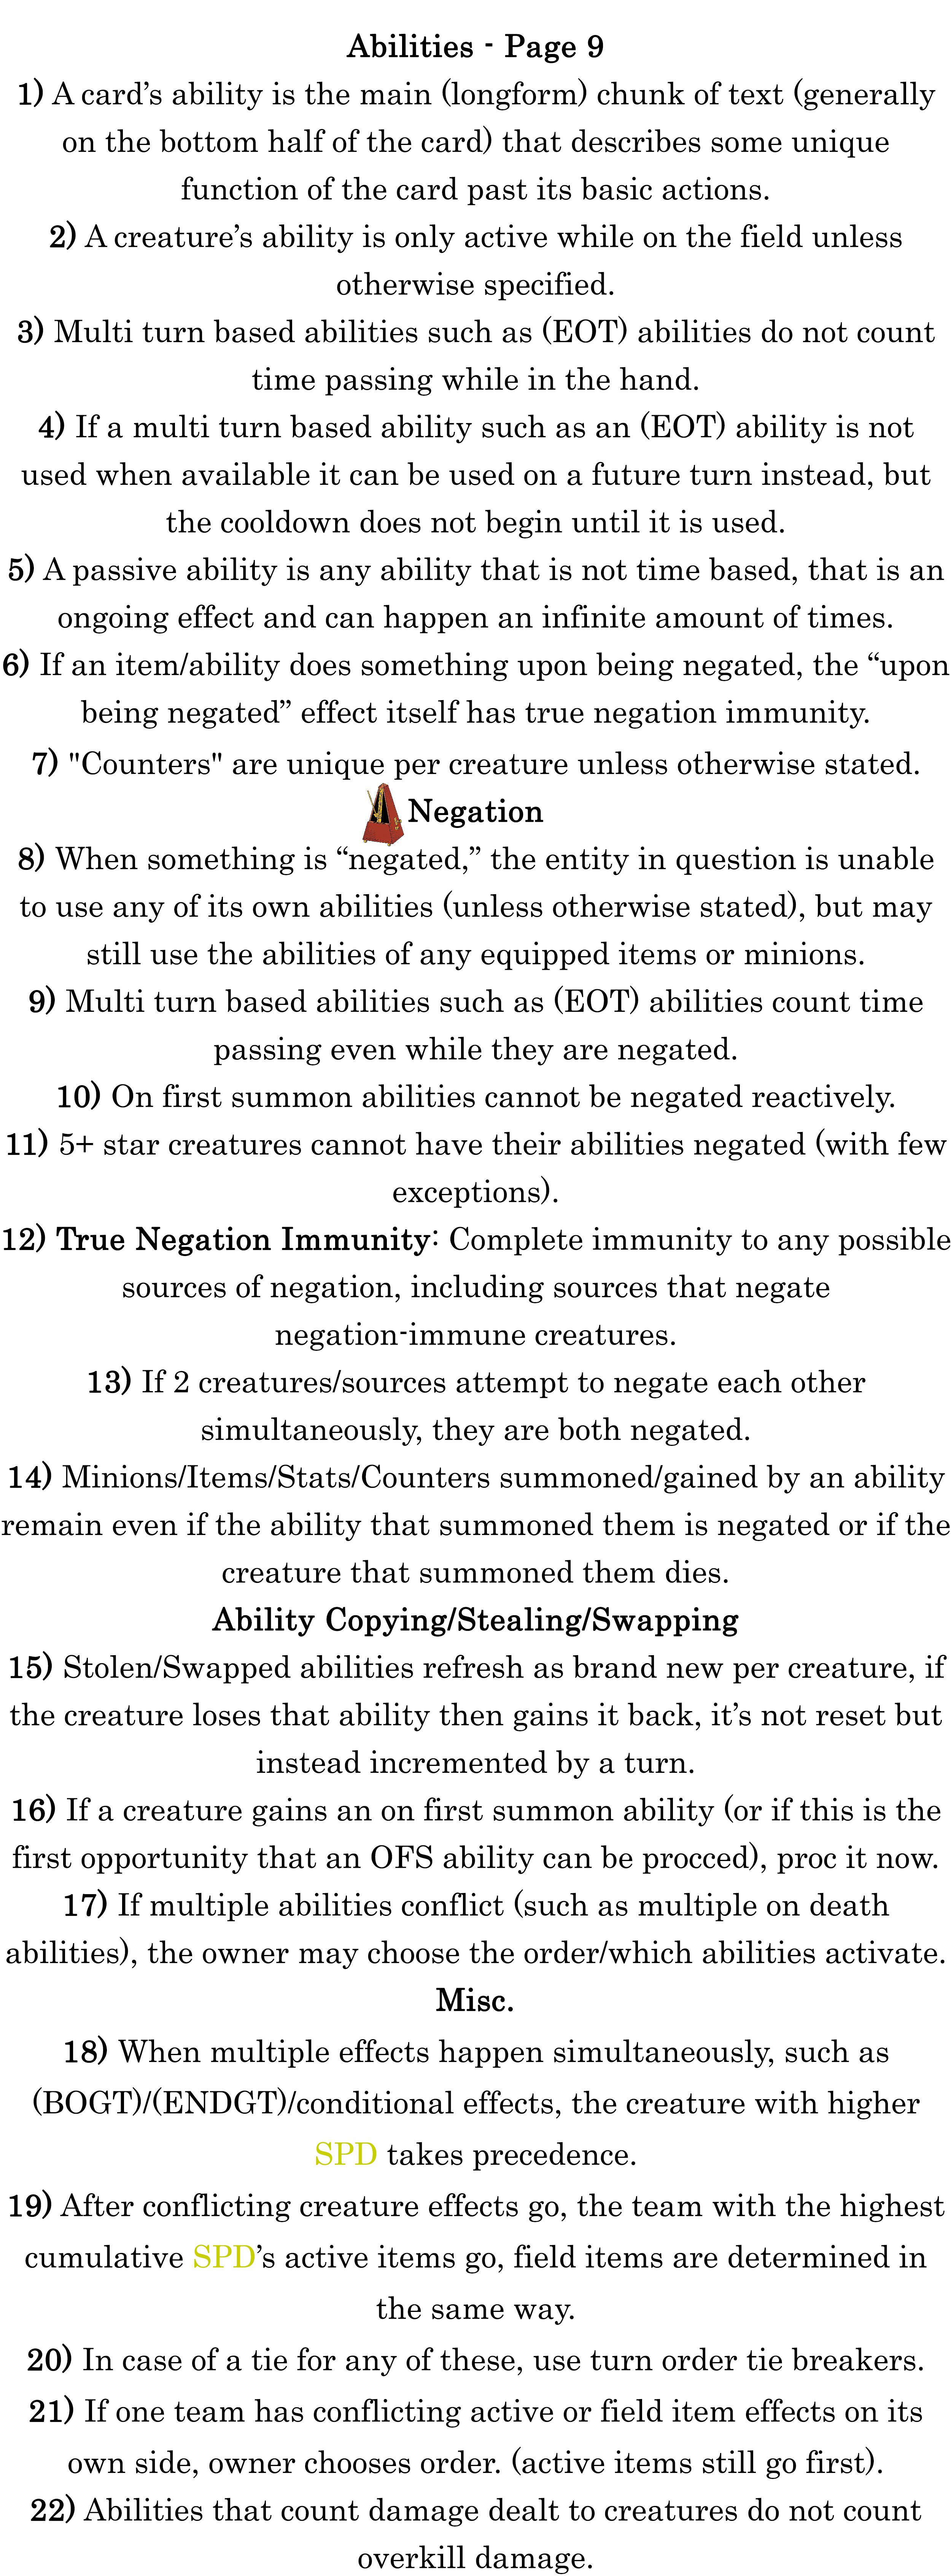 Abilities - Page 9
1) A card's ability is the main (longform) chunk of text (generally
on the bottom half of the card) that describes some unique
function of the card past its basic actions.
2) A creature's ability is only active while on the field unless
otherwise specified.
3) Multi turn based abilities such as (EOT) abilities do not count
time passing while in the hand.
4) If a multi turn based ability such as an (EOT) ability is not
used when available it can be used on a future turn instead, but
the cooldown does not begin until it is used.
5) A passive ability is any ability that is not time based, that is an
ongoing effect and can happen an infinite amount of times.
6) If an item/ability does something upon being negated, the “upon
being negated” effect itself has true negation immunity.
7) "Counters" are unique per creature unless otherwise stated.
Negation
8) When something is “negated,” the entity in question is unable
to use any of its own abilities (unless otherwise stated), but may
still use the abilities of any equipped items or minions.
9) Multi turn based abilities such as (EOT) abilities count time
passing even while they are negated.
10) On first summon abilities cannot be negated reactively.
11) 5+ star creatures cannot have their abilities negated (with few
exceptions).
12) True Negation Immunity: Complete immunity to any possible
sources of negation, including sources that negate
negation-immune creatures.
13) If 2 creatures/sources attempt to negate each other
simultaneously, they are both negated.
14) Minions/Items/Stats/Counters summoned/gained by an ability
remain even if the ability that summoned them is negated or if the
creature that summoned them dies.
Ability Copying/Stealing/Swapping
15) Stolen/Swapped abilities refresh as brand new per creature, if
the creature loses that ability then gains it back, it's not reset but
instead incremented by a turn.
16) If a creature gains an on first summon ability (or if this is the
first opportunity that an OFS ability can be procced), proc it now.
17) If multiple abilities conflict (such as multiple on death
abilities), the owner may choose the order/which abilities activate.
Misc.
18) When multiple effects happen simultaneously, such as
(BOGT)/(ENDGT)/conditional effects, the creature with higher
SPD takes precedence.
19) After conflicting creature effects go, the team with the highest
cumulative SPD's active items go, field items are determined in
the same way.
20) In case of a tie for any of these, use turn order tie breakers.
21) If one team has conflicting active or field item effects on its
own side, owner chooses order. (active items still go first).
22) Abilities that count damage dealt to creatures do not count
overkill damage.